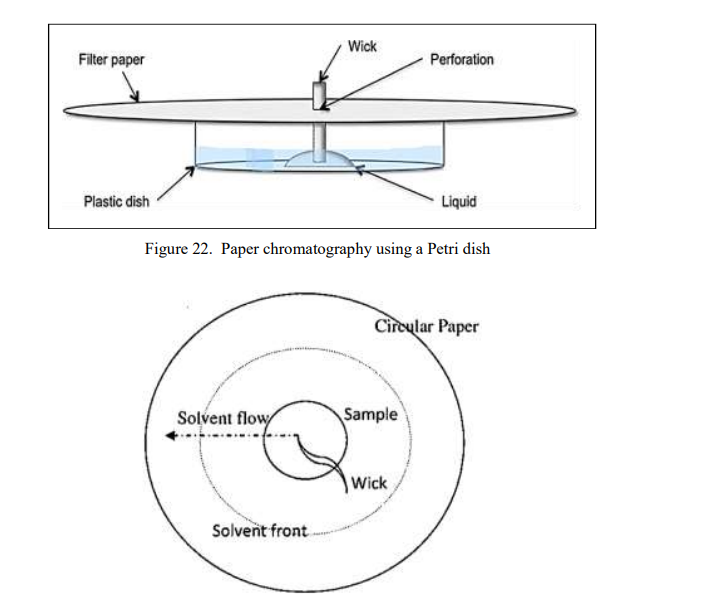 Wick
Filter paper
Perforation
Plastic dish
Liquid
Figure 22. Paper chromatography using a Petri dish
Circular Paper
Solvent flow
Sample
Wick
Solvent front